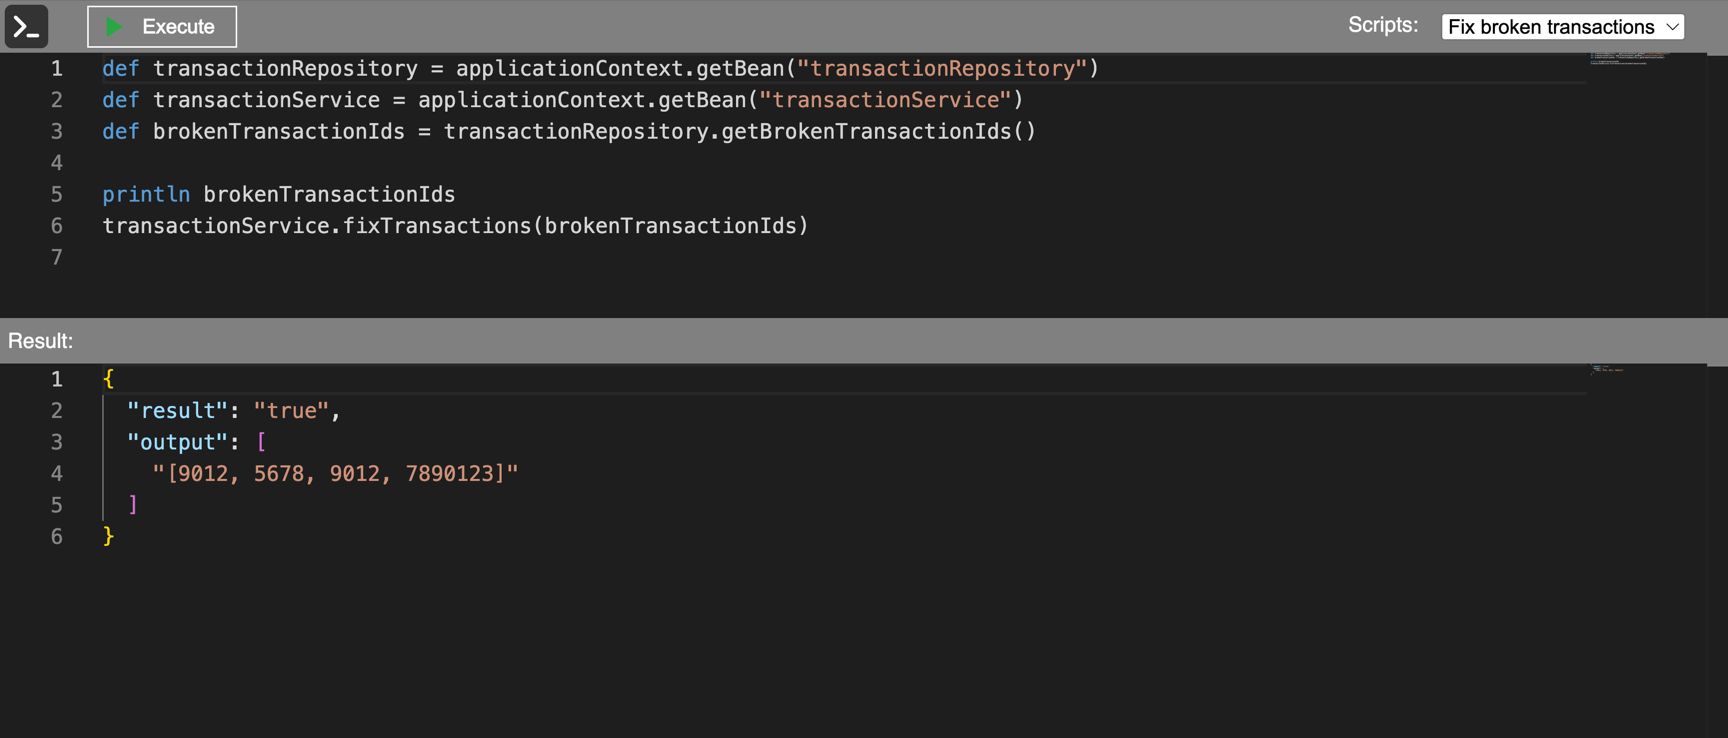 Execute
Scripts: Fix broken transactions
1 def transactionRepository = applicationContext.getBean("transactionRepository")
2 def transactionService = applicationContext.getBean("transactionService")
3 def brokenTransactionIds = transactionRepository.getBrokenTransactionIds()
4
5 println brokenTransactionIds
6 transactionService.fixTransactions(brokenTransactionIds)
7
Result:
1 {
2 "result": "true",
3 "output": [
4 "[9012, 5678, 9012, 7890123]"
5 ]
6 }